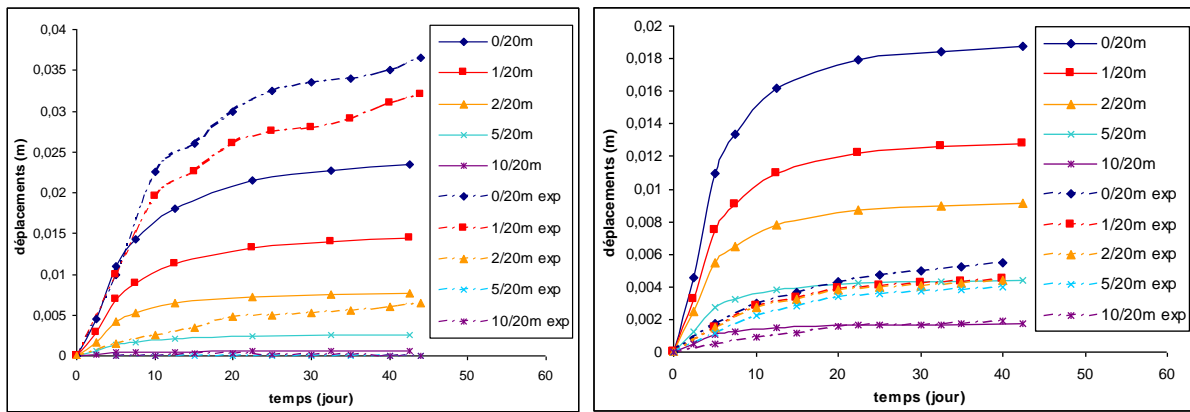 0,04
0,035
0,03
0,025
0,02
0,015
0,01
0,005
0
déplacements (m)
0 10 20 30 40 50 60
temps (jour)
0/20m
1/20m
2/20m
5/20m
10/20m
0/20m exp
1/20m exp
2/20m exp
5/20m exp
10/20m exp
0,02
0,018
0,016
0,014
0,012
0,01
0,008
0,006
0,004
0,002
0
déplacements (m)
0 10 20 30 40 50 60
temps (jour)
0/20m
1/20m
2/20m
5/20m
10/20m
0/20m exp
1/20m exp
2/20m exp
5/20m exp
10/20m exp